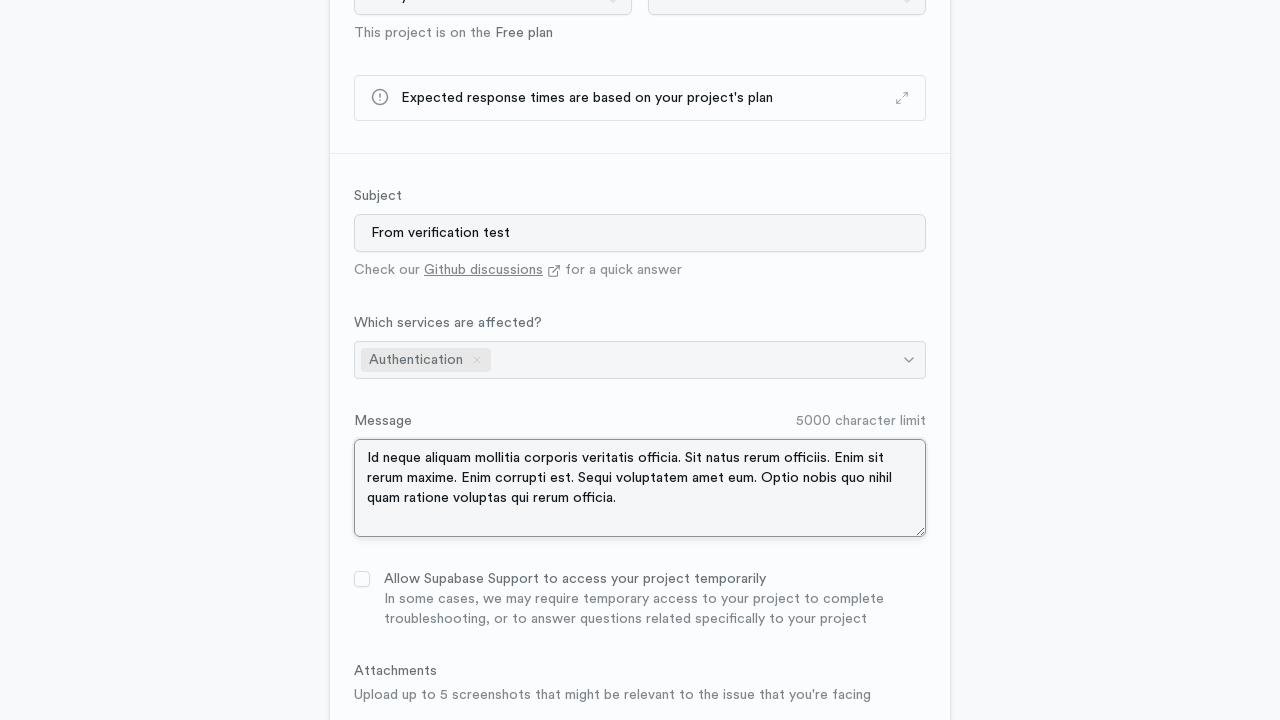 This project is on the Free plan
Expected response times are based on your project's plan
Subject
From verification test
Check our Github discussions for a quick answer
Which services are affected?
Authentication
Message
5000 character limit
Id neque aliquam mollitia corporis veritatis officia. Sit natus rerum officiis. Enim sit
rerum maxime. Enim corrupti est. Sequi voluptatem amet eum. Optio nobis quo nihil
quam ratione voluptas qui rerum officia.
Allow Supabase Support to access your project temporarily
In some cases, we may require temporary access to your project to complete
troubleshooting, or to answer questions related specifically to your project
Attachments
Upload up to 5 screenshots that might be relevant to the issue that you're facing